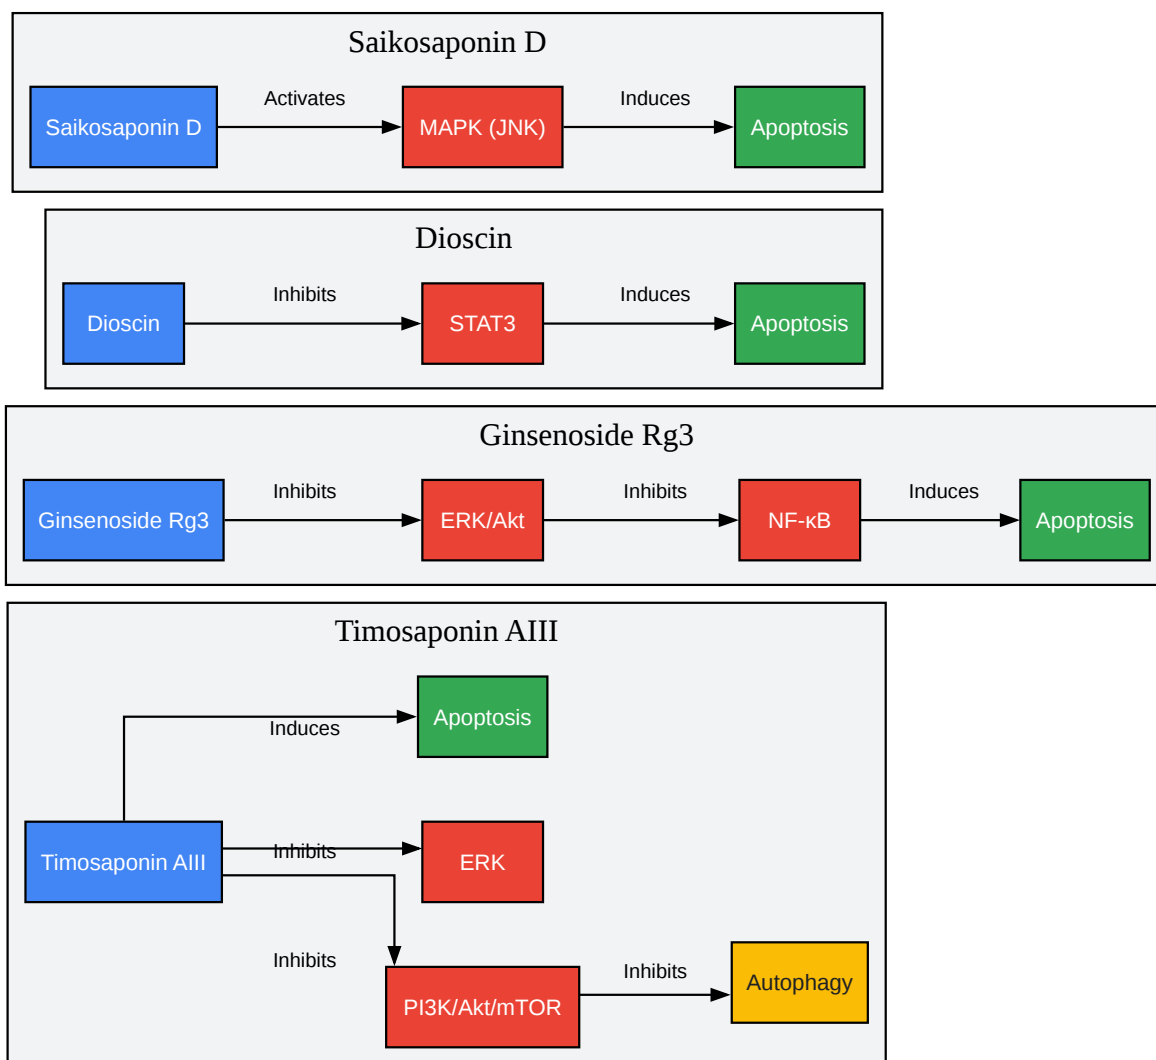 Saikosaponin D
Activates
Induces
Saikosaponin D
MAPK (JNK)
Apoptosis
Dioscin
Inhibits
Induces
Dioscin
STAT3
Apoptosis
Ginsenoside Rg3
Inhibits
Inhibits
Induces
Ginsenoside Rg3
ERK/Akt
NF-κB
Apoptosis
Timosaponin AIII
Apoptosis
Induces
Timosaponin AIII
Inhibits
ERK
Inhibits
PI3K/Akt/mTOR
Inhibits
Autophagy